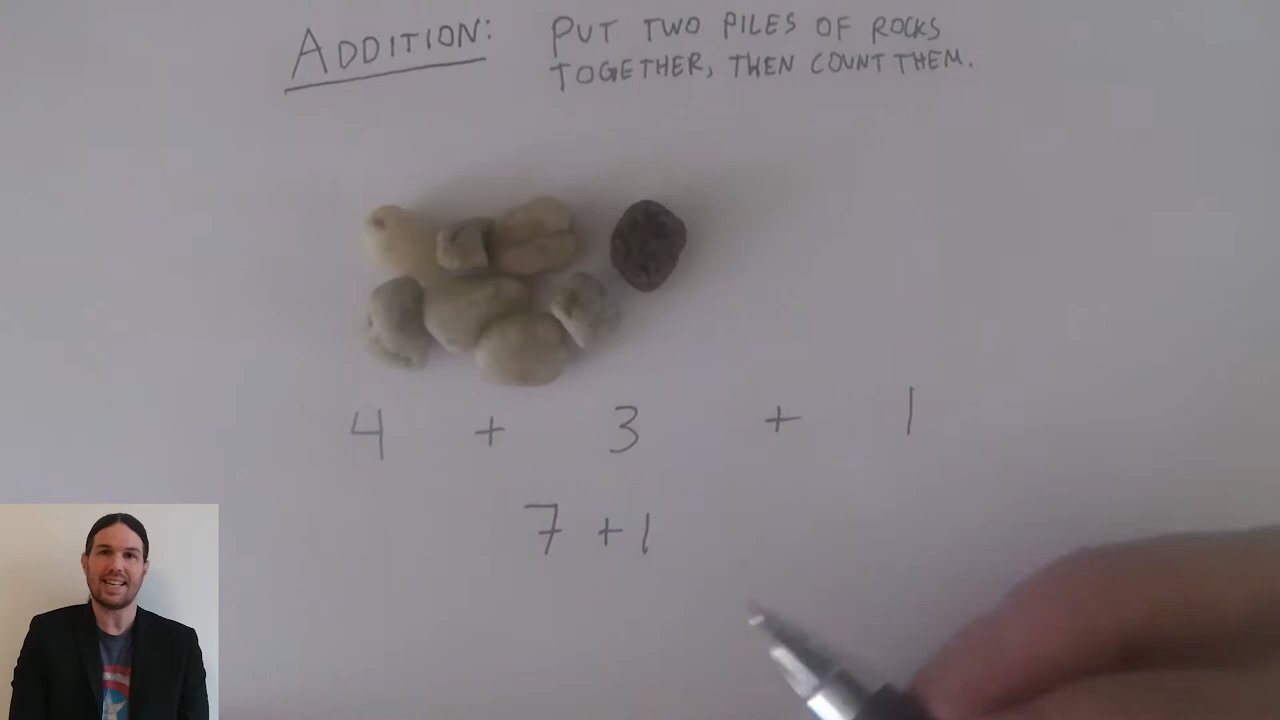 ADDITION: PUT TWO PILES OF ROCKS
TOGETHER, THEN COUNT THEM.
4 + 3 + 1
7 + 1